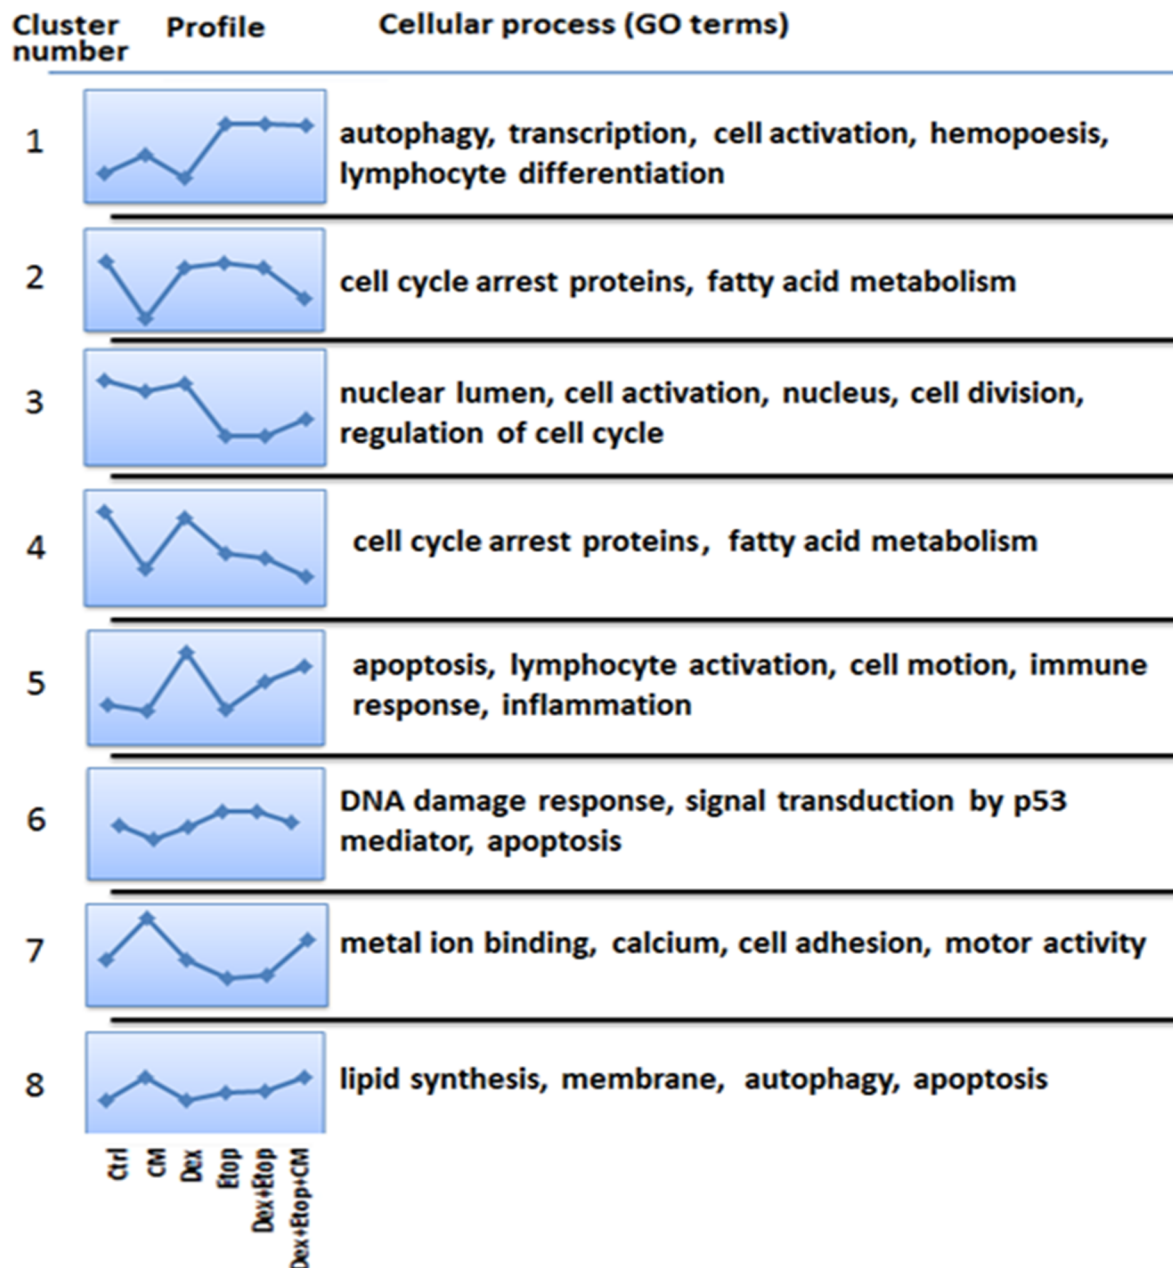 Cluster number Profile Cellular process (GO terms)
1 autophagy, transcription, cell activation, hemopoesis,
lymphocyte differentiation
2 cell cycle arrest proteins, fatty acid metabolism
3 nuclear lumen, cell activation, nucleus, cell division,
regulation of cell cycle
4 cell cycle arrest proteins, fatty acid metabolism
5 apoptosis, lymphocyte activation, cell motion, immune
response, inflammation
6 DNA damage response, signal transduction by p53
mediator, apoptosis
7 metal ion binding, calcium, cell adhesion, motor activity
8 lipid synthesis, membrane, autophagy, apoptosis
Ctrl
CM
Dex
Etop
Dex+Etop
Dex+Etop+CM